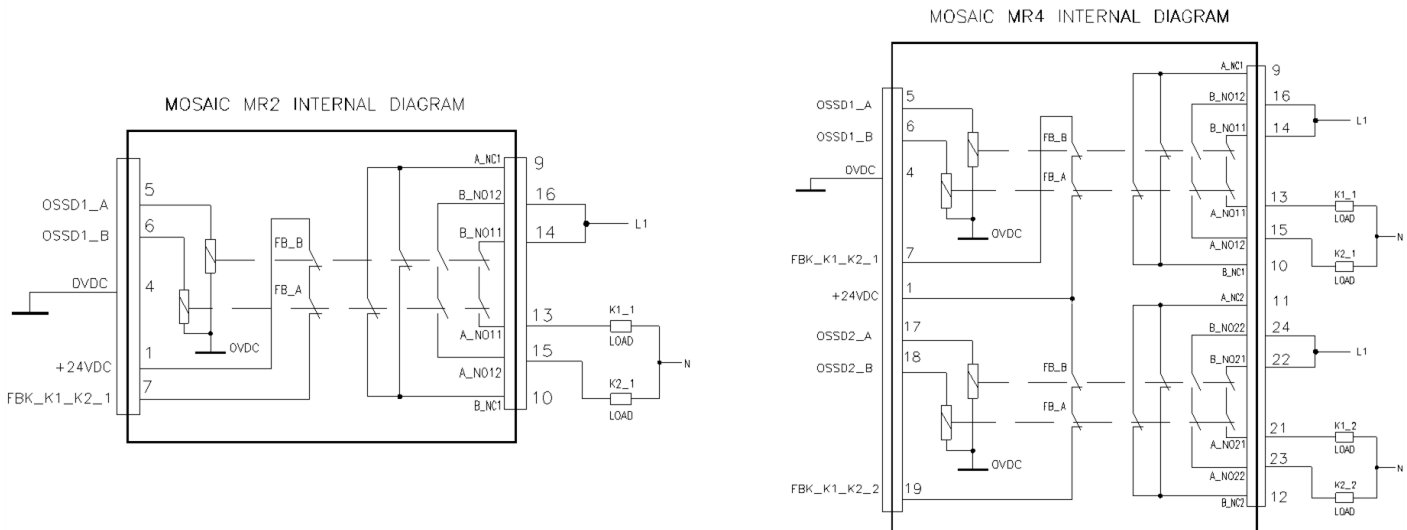 MOSAIC MR2 INTERNAL DIAGRAM
OSSD1_A
5
OSSD1_B
6
0VDC
4
+24VDC
1
FBK_K1_K2_1
7
FB_B
FB_A
0VDC
A_NC1
9
B_NO12
16
B_NO11
14
L1
13
A_NO11
15
A_NO12
B_NC1
10
K1_1
LOAD
K2_1
LOAD
N
MOSAIC MR4 INTERNAL DIAGRAM
OSSD1_A
5
OSSD1_B
6
0VDC
4
FBK_K1_K2_1
7
+24VDC
1
OSSD2_A
17
OSSD2_B
18
FBK_K1_K2_2
19
FB_B
FB_A
0VDC
FB_B
FB_A
0VDC
A_NC1
9
B_NO12
16
B_NO11
14
L1
13
A_NO11
15
A_NO12
10
B_NC1
K1_1
LOAD
K2_1
LOAD
N
A_NC2
11
B_NO22
24
B_NO21
22
L1
21
A_NO21
23
A_NO22
B_NC2
12
K1_2
LOAD
K2_2
LOAD
N